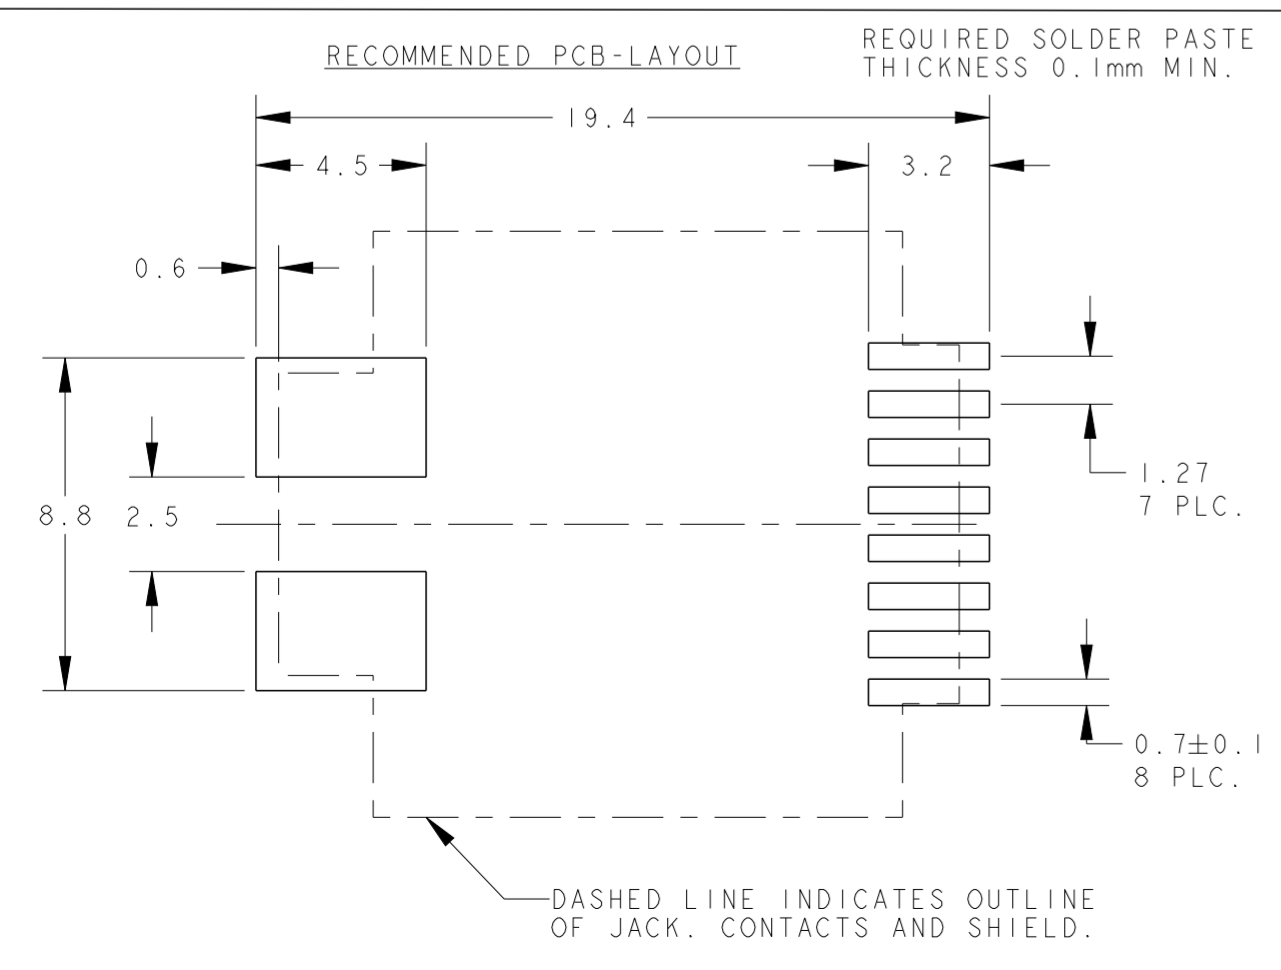 RECOMMENDED PCB-LAYOUT
REQUIRED SOLDER PASTE
THICKNESS 0.1mm MIN.
19.4
4.5
3.2
0.6
8.8
2.5
1.27
7 PLC.
0.7±0.1
8 PLC.
DASHED LINE INDICATES OUTLINE
OF JACK. CONTACTS AND SHIELD.